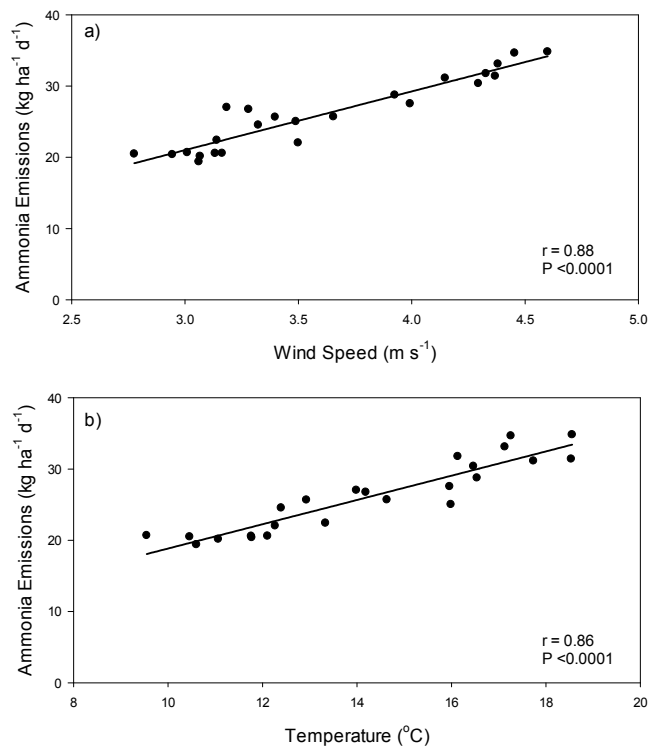 a)
40
30
20
10
0
Ammonia Emissions (kg ha⁻¹ d⁻¹)
r = 0.88
P <0.0001
2.5 3.0 3.5 4.0 4.5 5.0
Wind Speed (m s⁻¹)
b)
40
30
20
10
0
Ammonia Emissions (kg ha⁻¹ d⁻¹)
r = 0.86
P <0.0001
8 10 12 14 16 18 20
Temperature (°C)